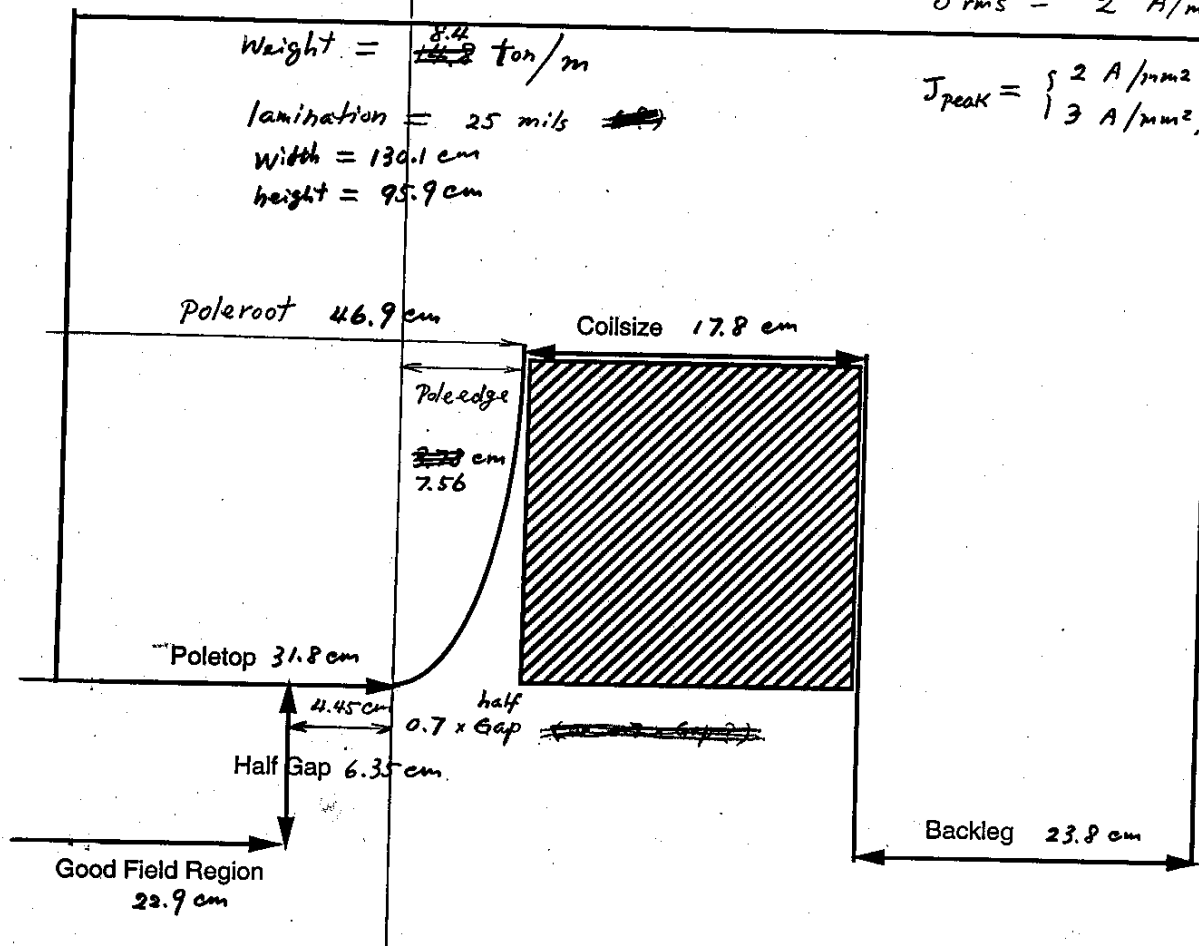 rms = 2 A/m
Weight = 8.4 ton/m
Jpeak = { 2 A/mm2
3 A/mm2,
lamination = 25 mils
width = 130.1 cm
height = 95.9 cm
Poleroot 46.9 cm
Coilsize 17.8 cm
Poleedge
cm
7.56
Poletop 31.8 cm
4.45 cm
half
0.7 x Gap
Half Gap 6.35 cm
Backleg 23.8 cm
Good Field Region
22.9 cm